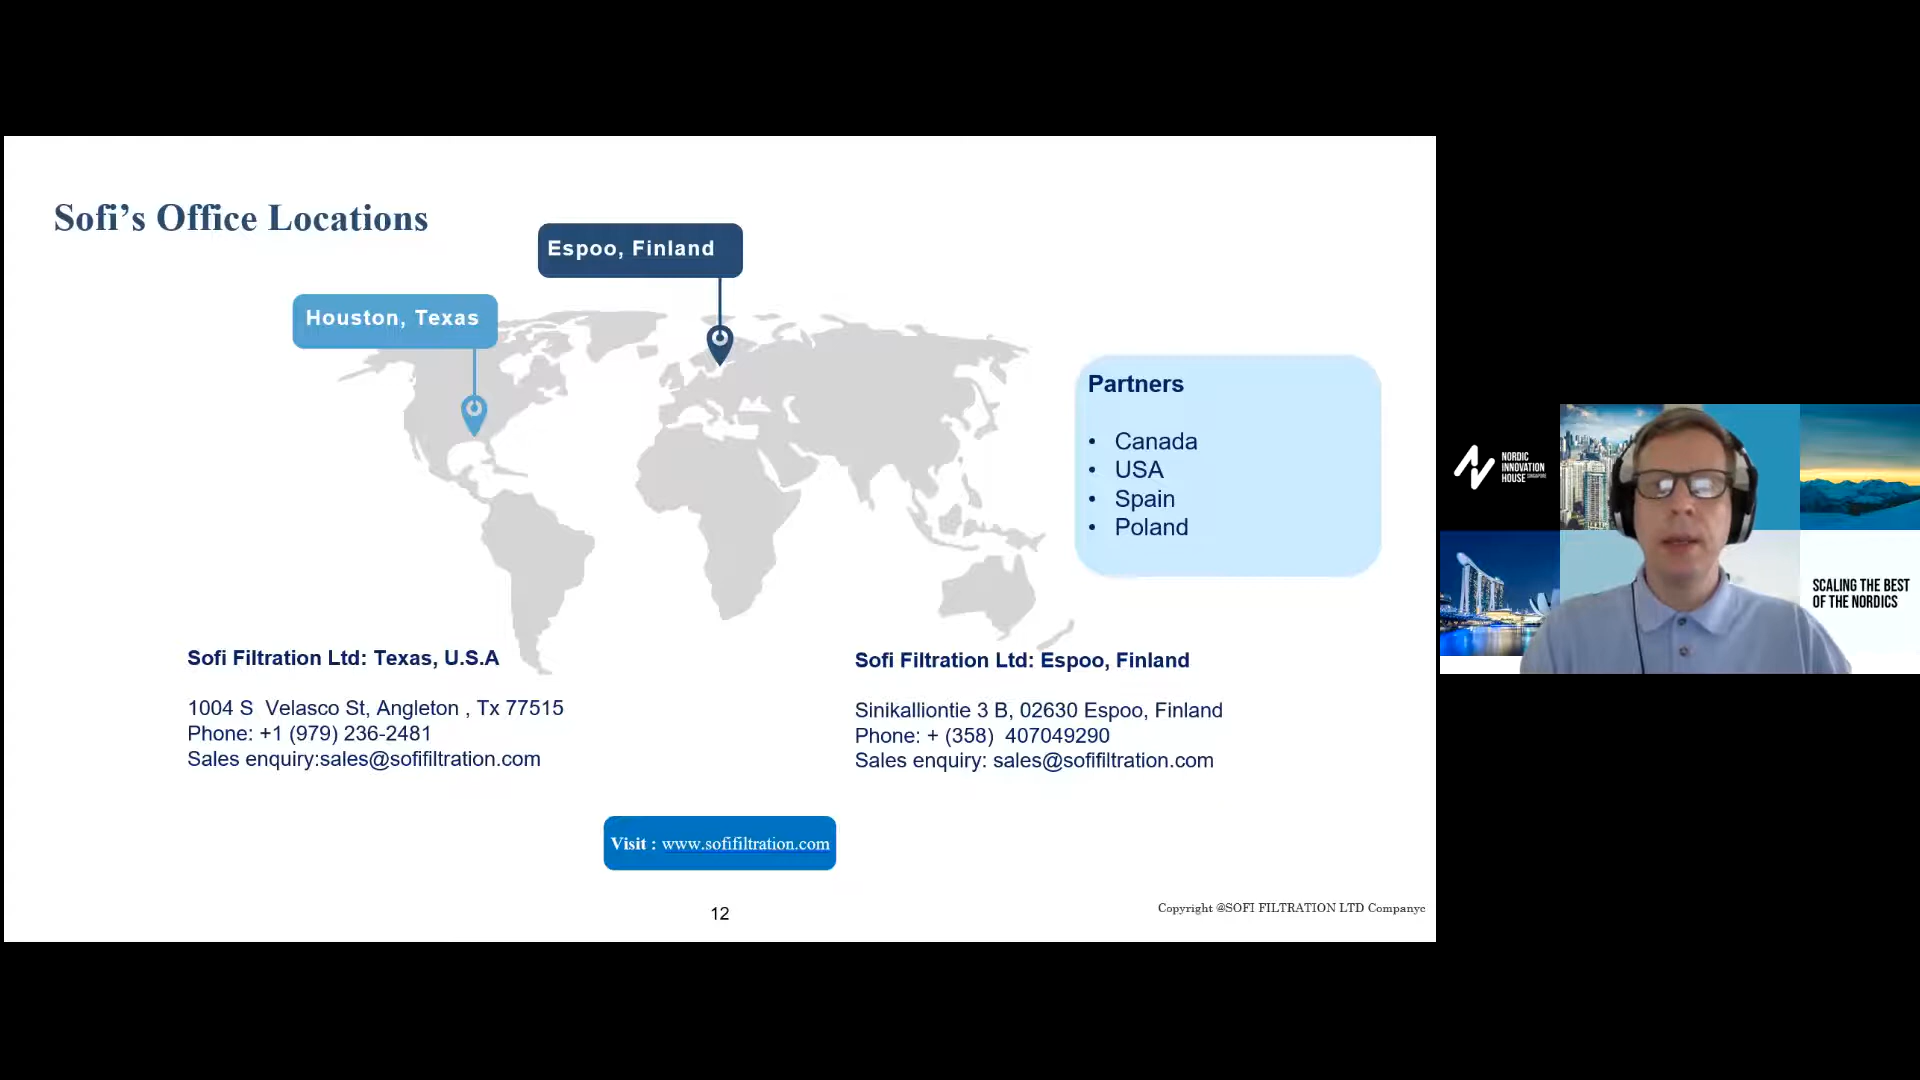 Sofi's Office Locations
Espoo, Finland
Houston, Texas
Partners
• Canada
• USA
• Spain
• Poland
Sofi Filtration Ltd: Texas, U.S.A
1004 S  Velasco St, Angleton , Tx 77515
Phone: +1 (979) 236-2481
Sales enquiry:sales@sofifiltration.com
Sofi Filtration Ltd: Espoo, Finland
Sinikalliontie 3 B, 02630 Espoo, Finland
Phone: + (358)  407049290
Sales enquiry: sales@sofifiltration.com
Visit : www.sofifiltration.com
12
Copyright @SOFI FILTRATION LTD Companyc
NORDIC
INNOVATION
HOUSE
SCALING THE BEST
OF THE NORDICS